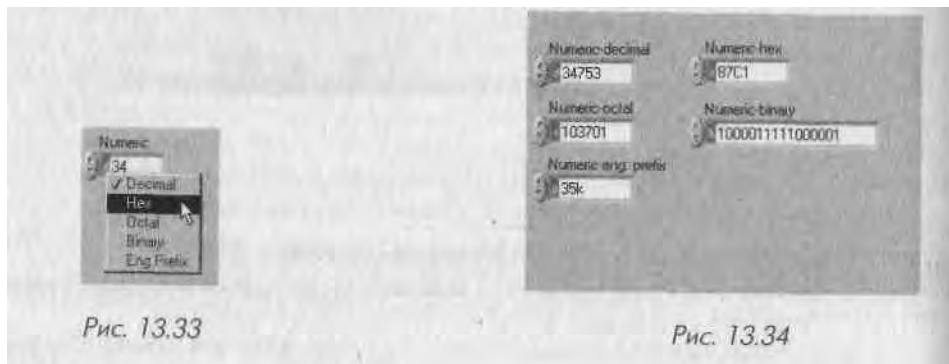 Numeric
34
Decimal
Hex
Octal
Binary
Eng Prefix
Рис. 13.33
Numeric-decimal
34753
Numeric-hex
87C1
Numeric-octal
103701
Numeric-binary
1000011111000001
Numeric eng. prefix
35k
Рис. 13.34